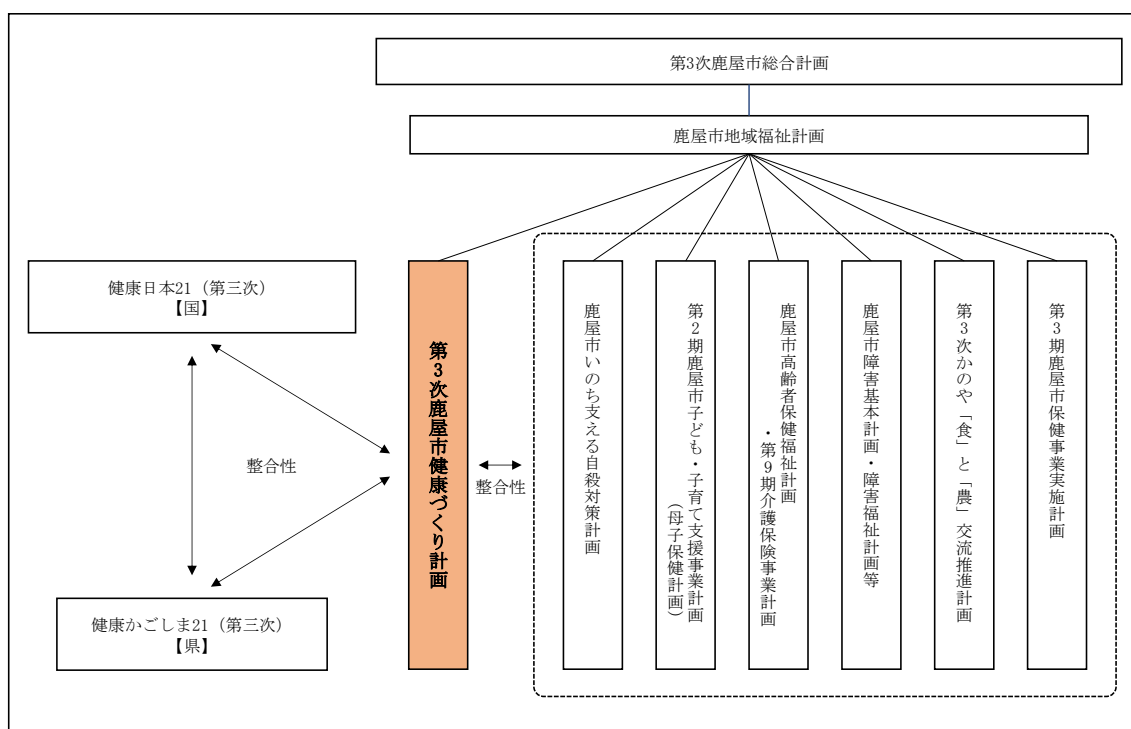 第3次鹿屋市総合計画
鹿屋市地域福祉計画
健康日本21（第三次）
【国】
整合性
健康かごしま21（第三次）
【県】
第3次鹿屋市健康づくり計画
整合性
鹿屋市いのち支える自殺対策計画
第2期鹿屋市子ども・子育て支援事業計画
（母子保健計画）
鹿屋市高齢者保健福祉計画
・第9期介護保険事業計画
鹿屋市障害基本計画・障害福祉計画等
第3次かのや「食」と「農」交流推進計画
第3期鹿屋市保健事業実施計画